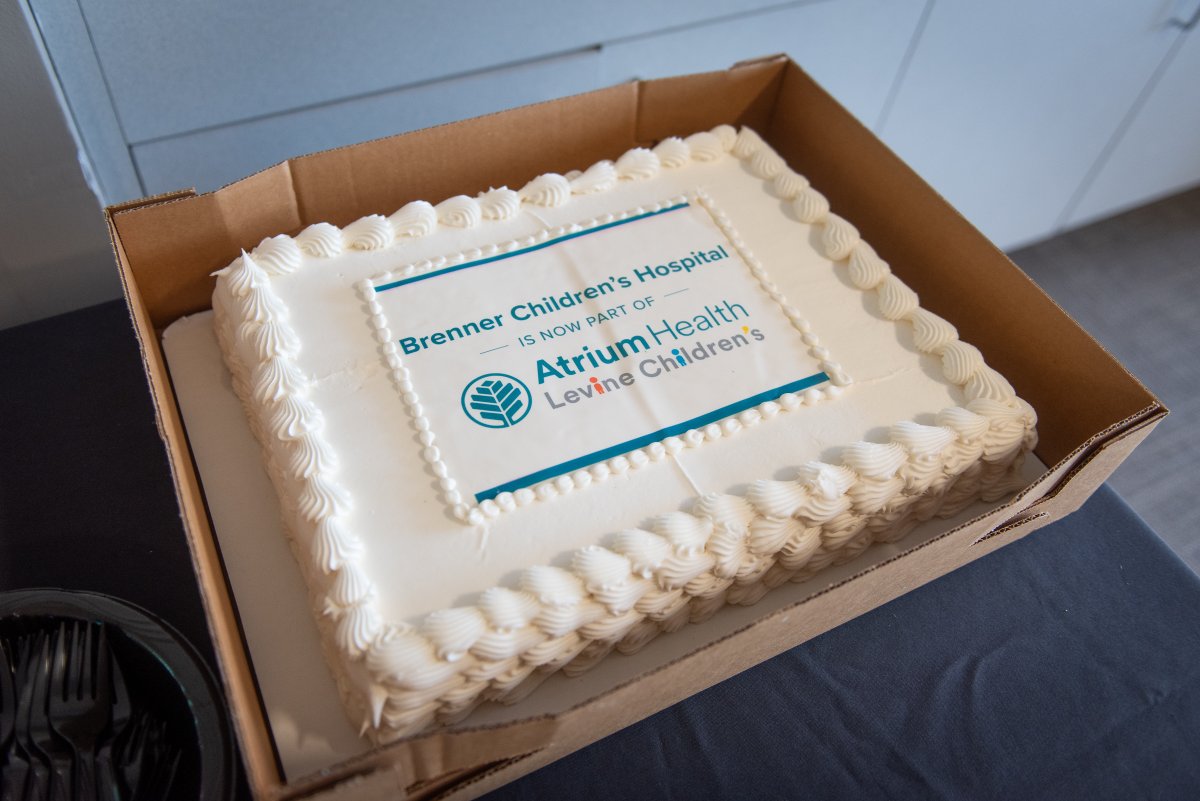 Brenner Children's Hospital
IS NOW PART OF
Atrium Health
Levine Children's